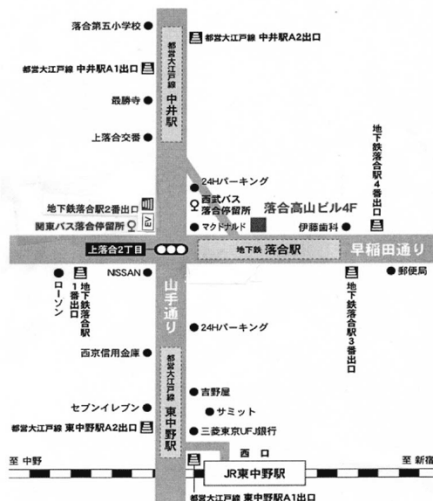 落合第五小学校
都営大江戸線 中井駅A2出口
都営大江戸線 中井駅
都営大江戸線 中井駅A1出口
最勝寺
上落合交番
地下鉄落合駅4番出口
24Hパーキング
地下鉄落合駅2番出口
EV
西武バス
落合停留所
落合高山ビル4F
関東バス落合停留所
マクドナルド
伊藤歯科
上落合2丁目
地下鉄 落合駅
早稲田通り
ローソン
地下鉄落合駅
1番出口
NISSAN
山手通り
地下鉄落合駅3番出口
郵便局
24Hパーキング
西京信用金庫
都営大江戸線 東中野駅
吉野屋
セブンイレブン
サミット
都営大江戸線 東中野駅A2出口
三菱東京UFJ銀行
西口
至 中野
JR東中野駅
至 新宿
都営大江戸線 東中野駅A1出口